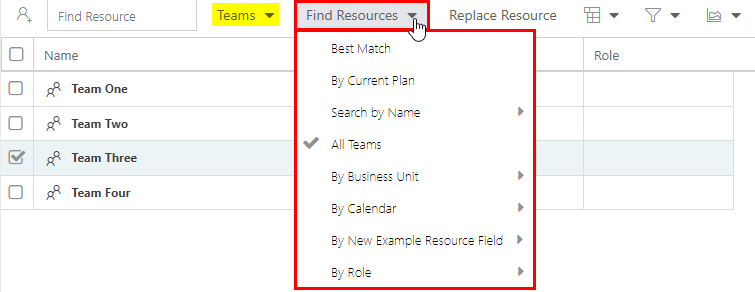 Find Resource
Teams
Find Resources
Replace Resource
Name
Role
Team One
Team Two
Team Three
Team Four
Best Match
By Current Plan
Search by Name
All Teams
By Business Unit
By Calendar
By New Example Resource Field
By Role